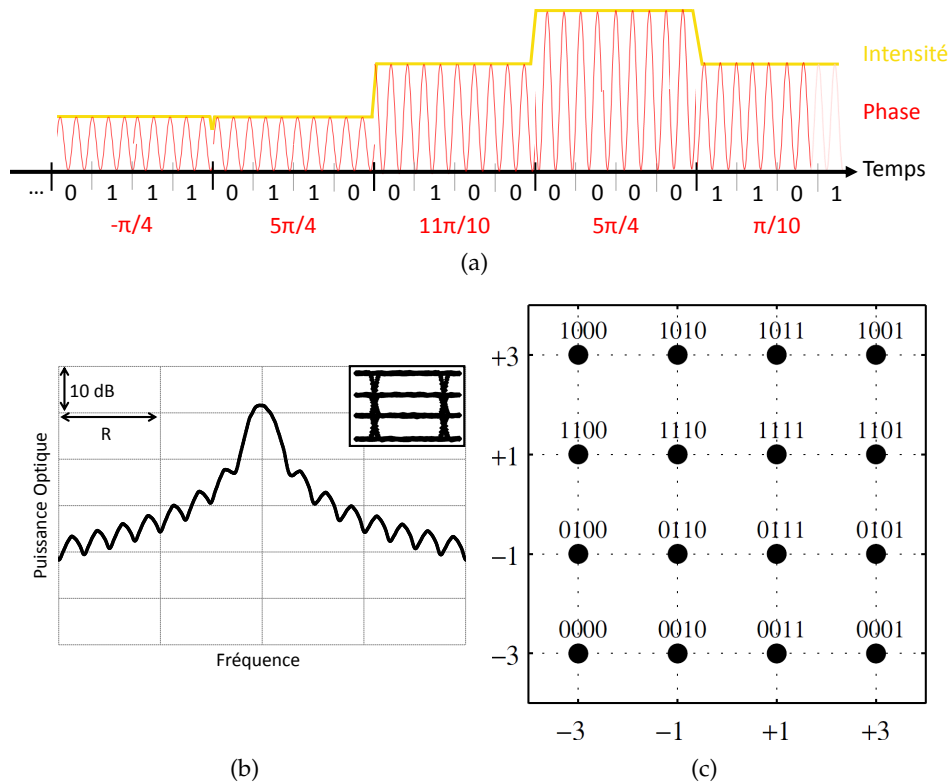 Intensité
Phase
Temps
... 0 1 1 1 0 1 1 0 0 1 0 0 0 0 0 0 1 1 0 1
-π/4 5π/4 11π/10 5π/4 π/10
(a)
10 dB
R
Puissance Optique
Fréquence
(b)
1000 1010 1011 1001
+3
1100 1110 1111 1101
+1
0100 0110 0111 0101
−1
0000 0010 0011 0001
−3
−3 −1 +1 +3
(c)